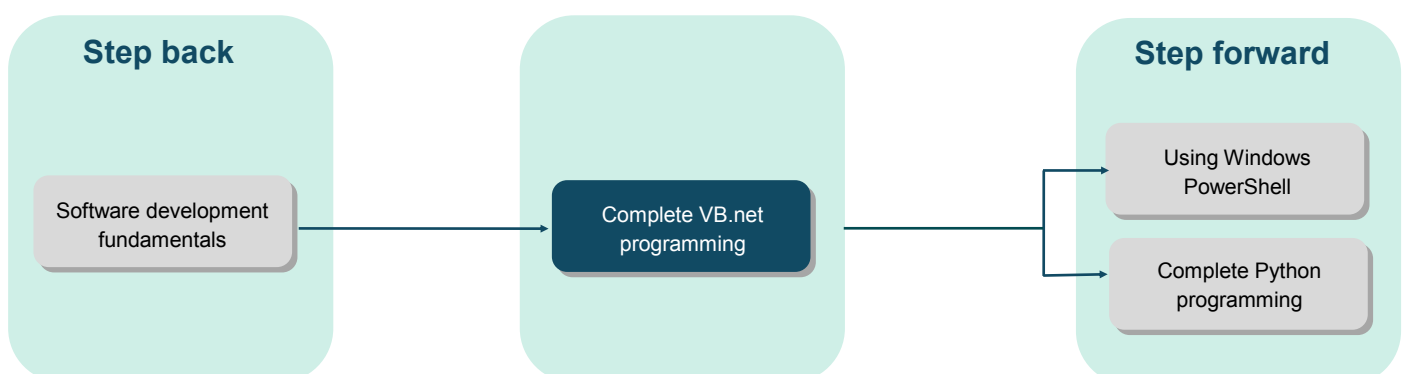 Step back
Software development
fundamentals
Complete VB.net
programming
Step forward
Using Windows
PowerShell
Complete Python
programming